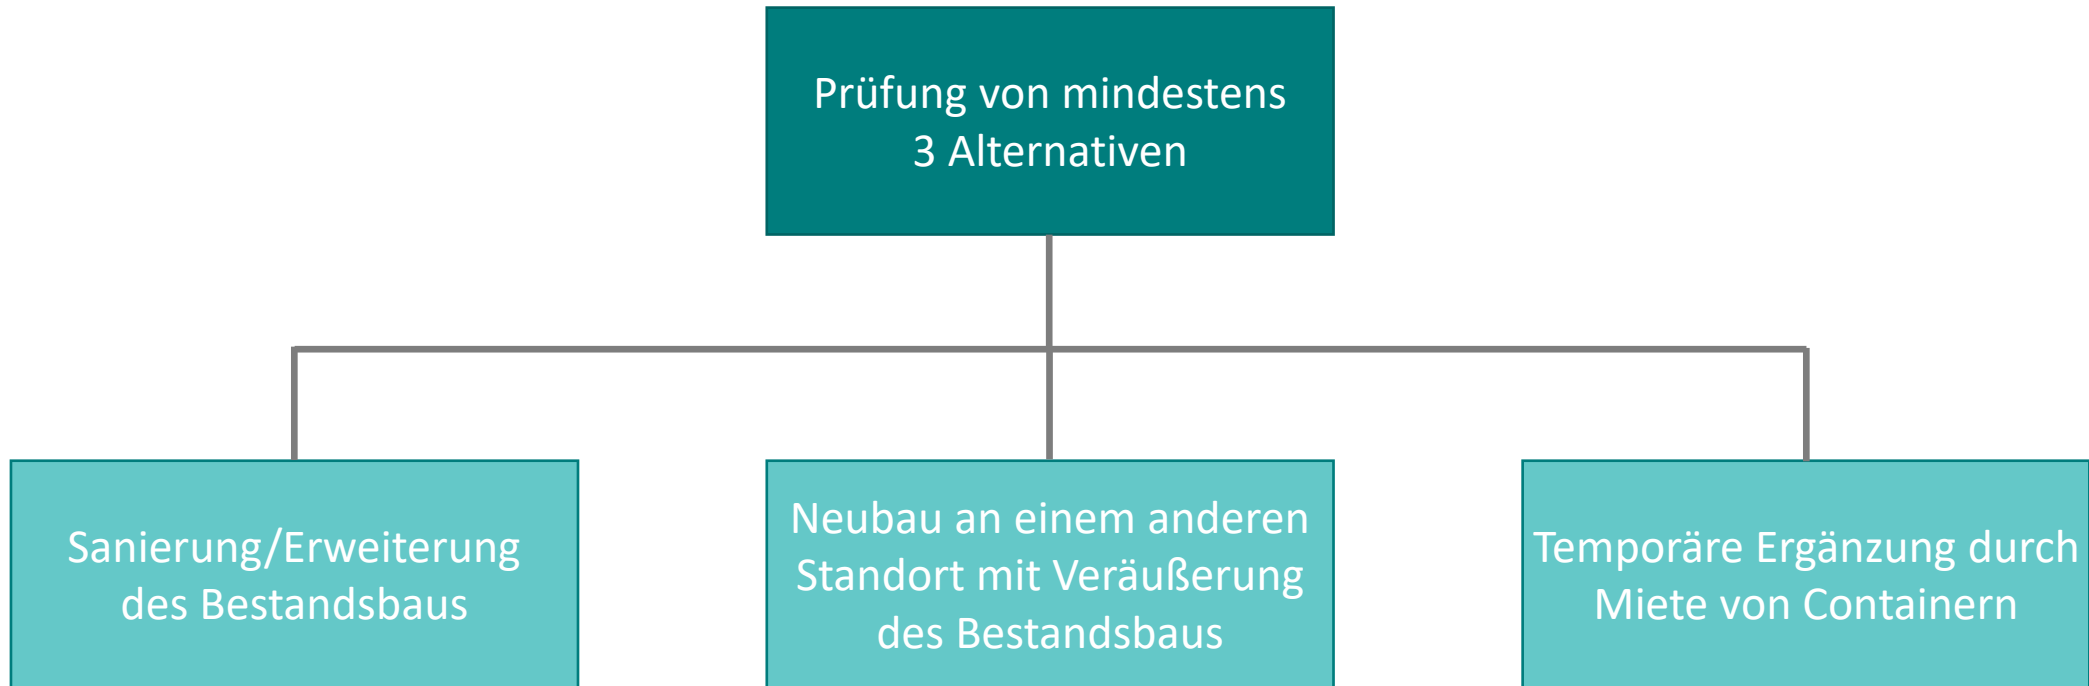 Prüfung von mindestens
3 Alternativen
Sanierung/Erweiterung
des Bestandsbaus
Neubau an einem anderen
Standort mit Veräußerung
des Bestandsbaus
Temporäre Ergänzung durch
Miete von Containern